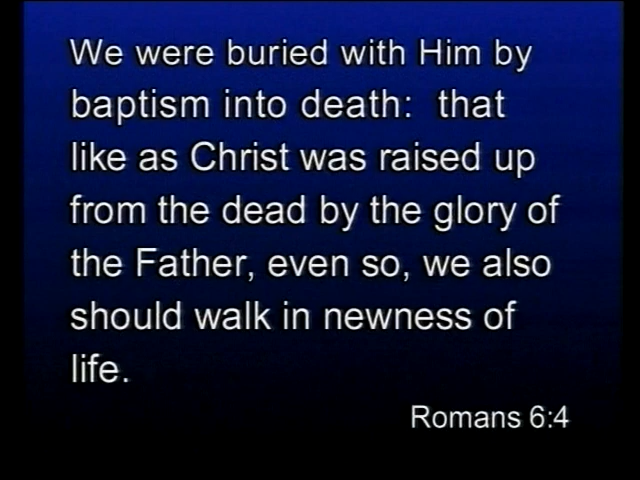 We were buried with Him by
baptism into death:  that
like as Christ was raised up
from the dead by the glory of
the Father, even so, we also
should walk in newness of
life.
Romans 6:4